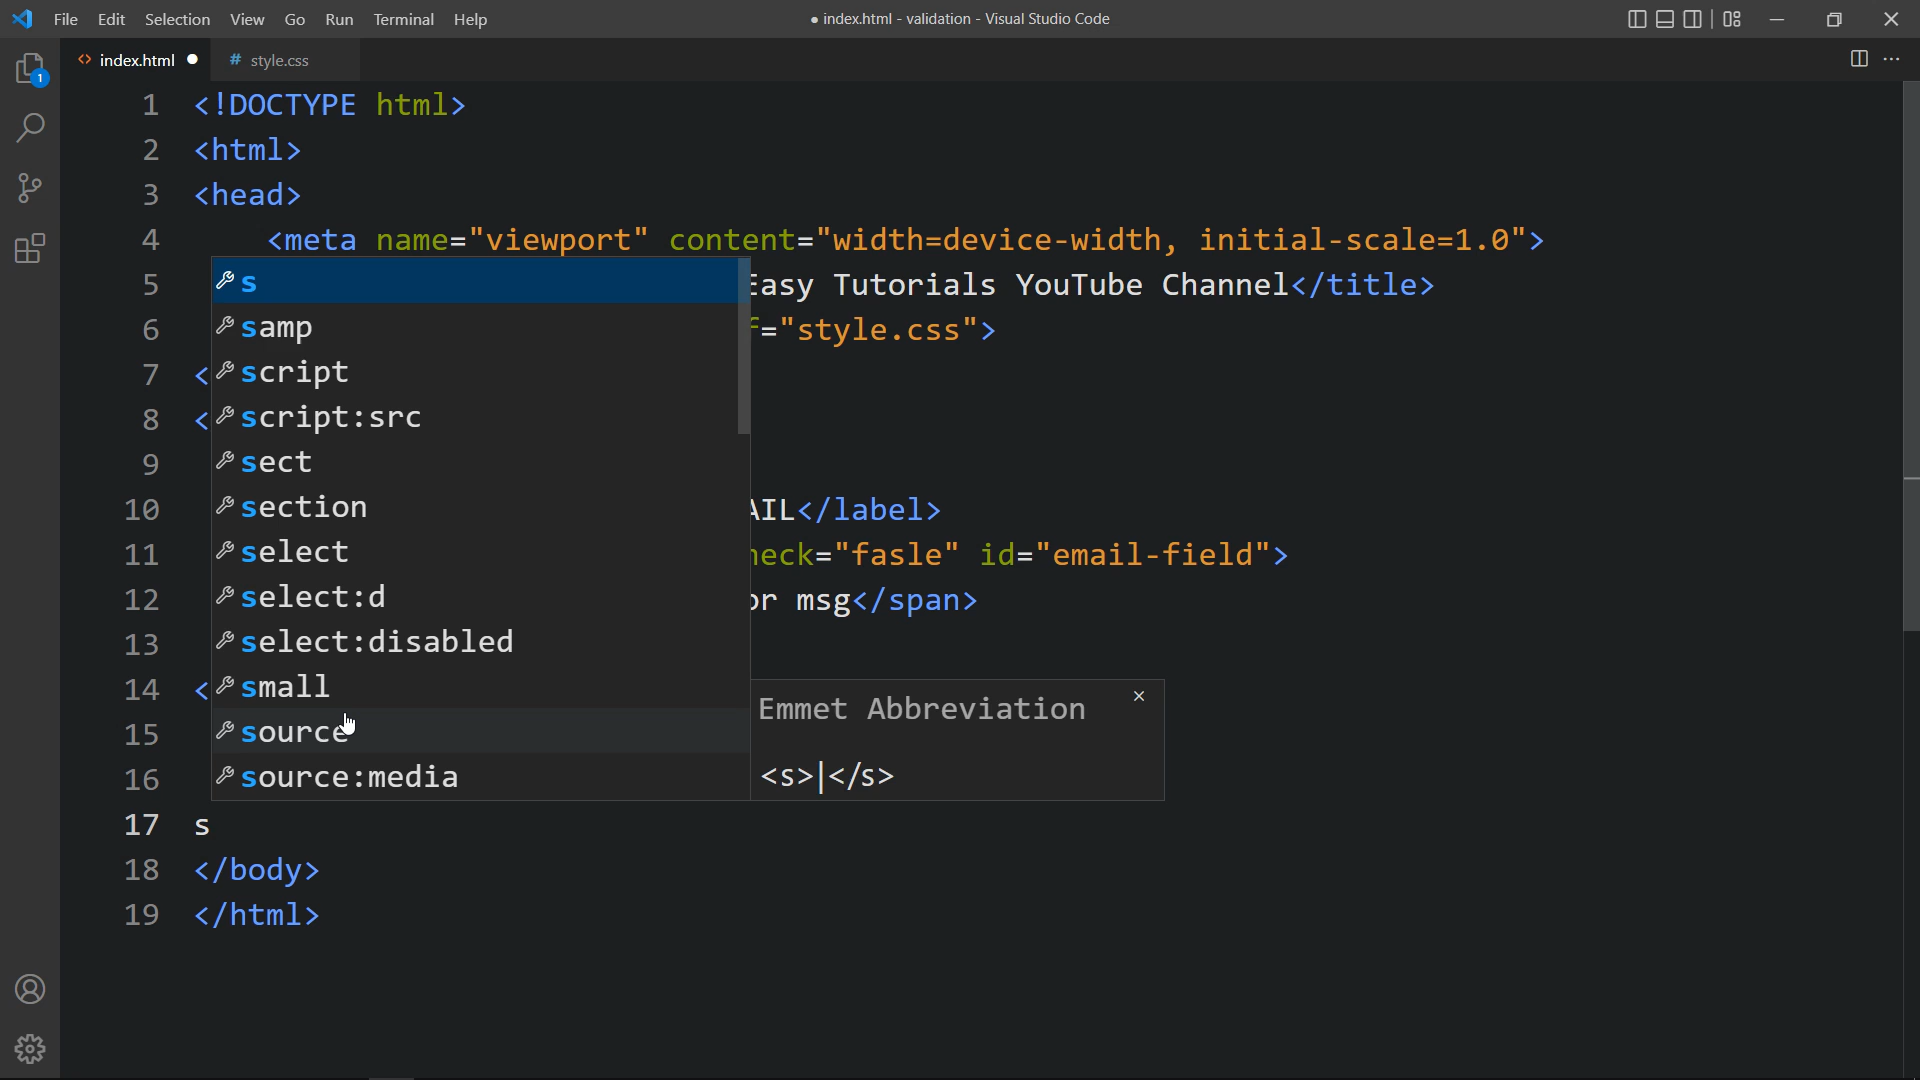 File Edit Selection View Go Run Terminal Help ● index.html - validation - Visual Studio Code
<> index.html ● # style.css
1
1 <!DOCTYPE html>
2 <html>
3 <head>
4 <meta name="viewport" content="width=device-width, initial-scale=1.0">
5 Easy Tutorials YouTube Channel</title>
6 ="style.css">
7 <
8 <
9
10 AIL</label>
11 heck="fasle" id="email-field">
12 or msg</span>
13
14 <
15
16
17 s
18 </body>
19 </html>
s
samp
script
script:src
sect
section
select
select:d
select:disabled
small
source
source:media
Emmet Abbreviation
<s>|</s>